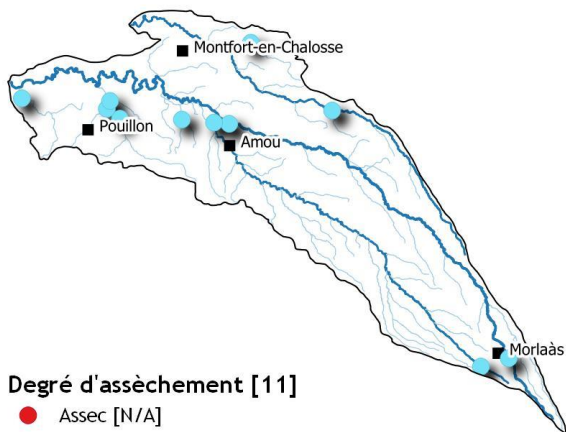 Montfort-en-Chalosse
Pouillon
Amou
Morlaàs
Degré d'assèchement [11]
Assec [N/A]